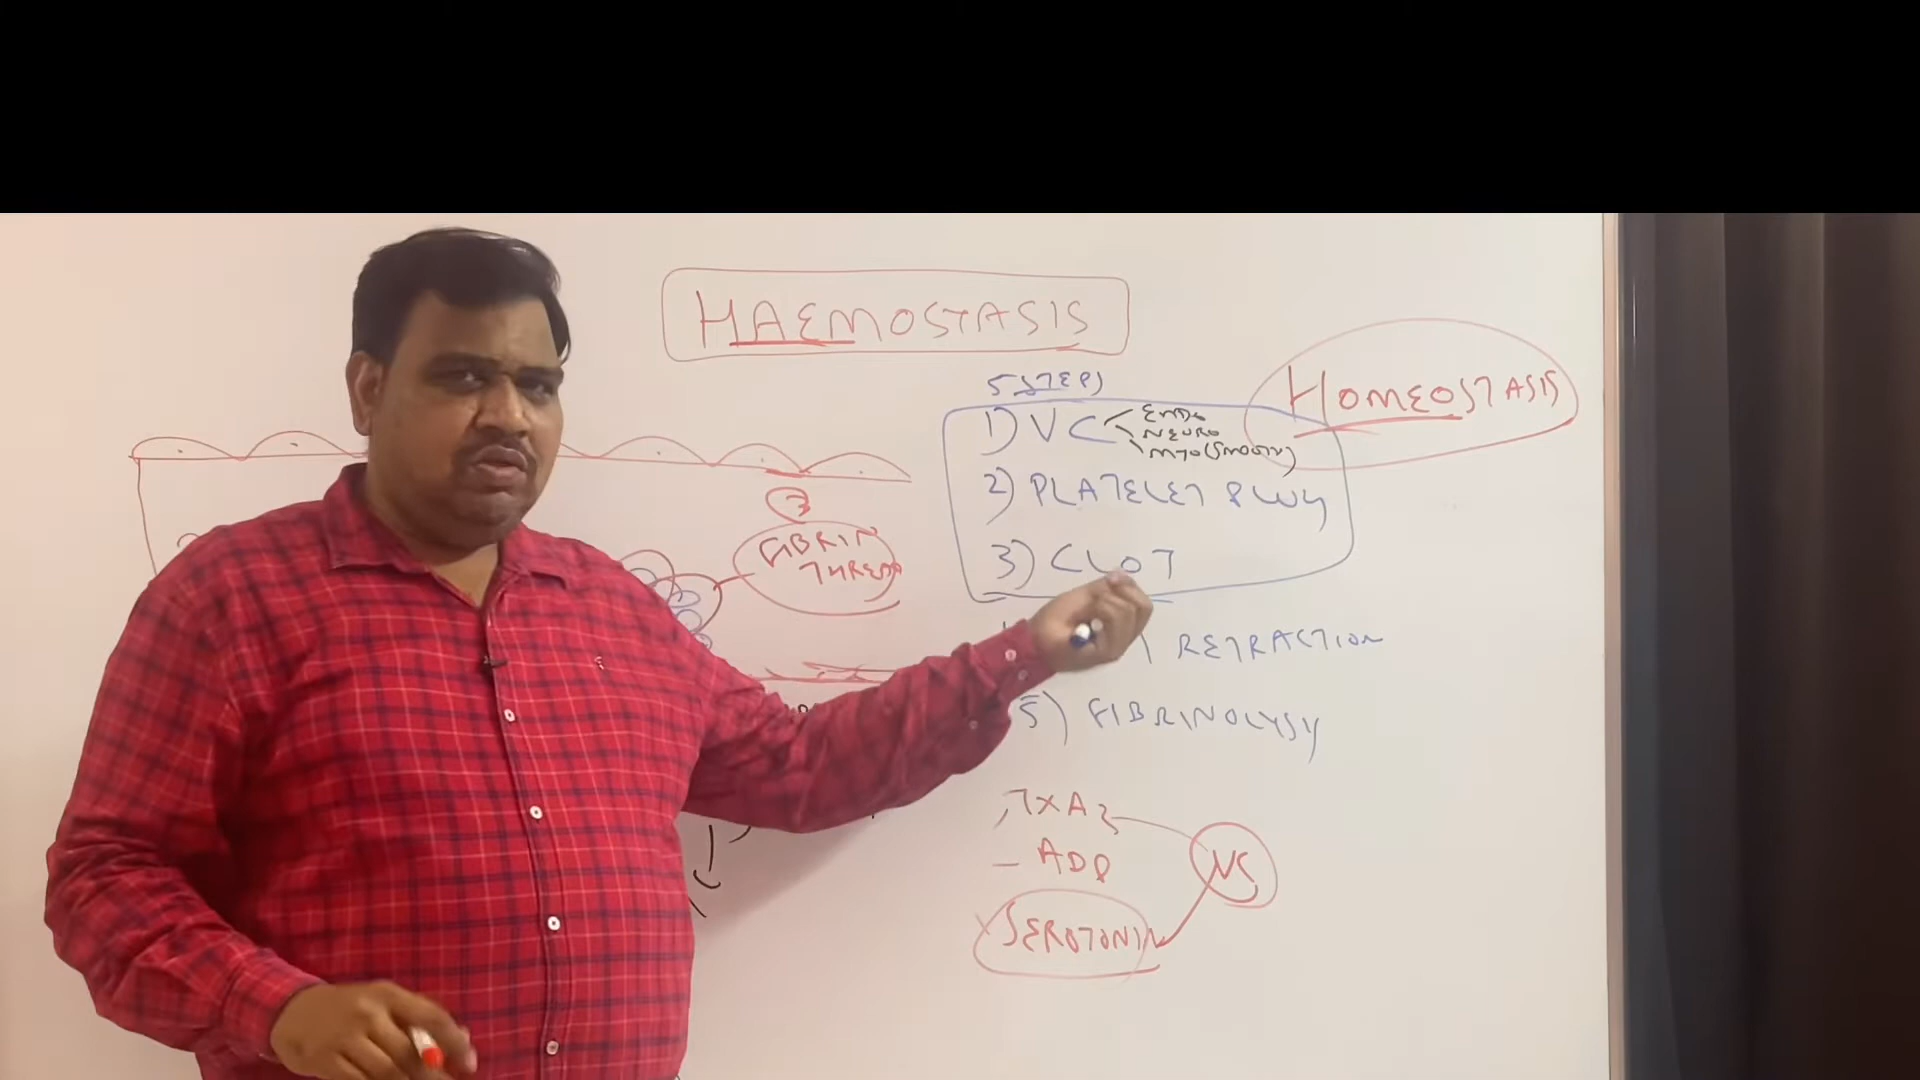 HAEMOSTASIS
HOMEOSTASIS
5 STEPS
1) VC
ENDO
NEURO
MYO (SMOOTH)
2) PLATELET PLUG
3) CLOT
RETRACTION
5) FIBRINOLYSIS
3
FIBRIN
THREAD
TXA2
- ADP
SEROTONIN